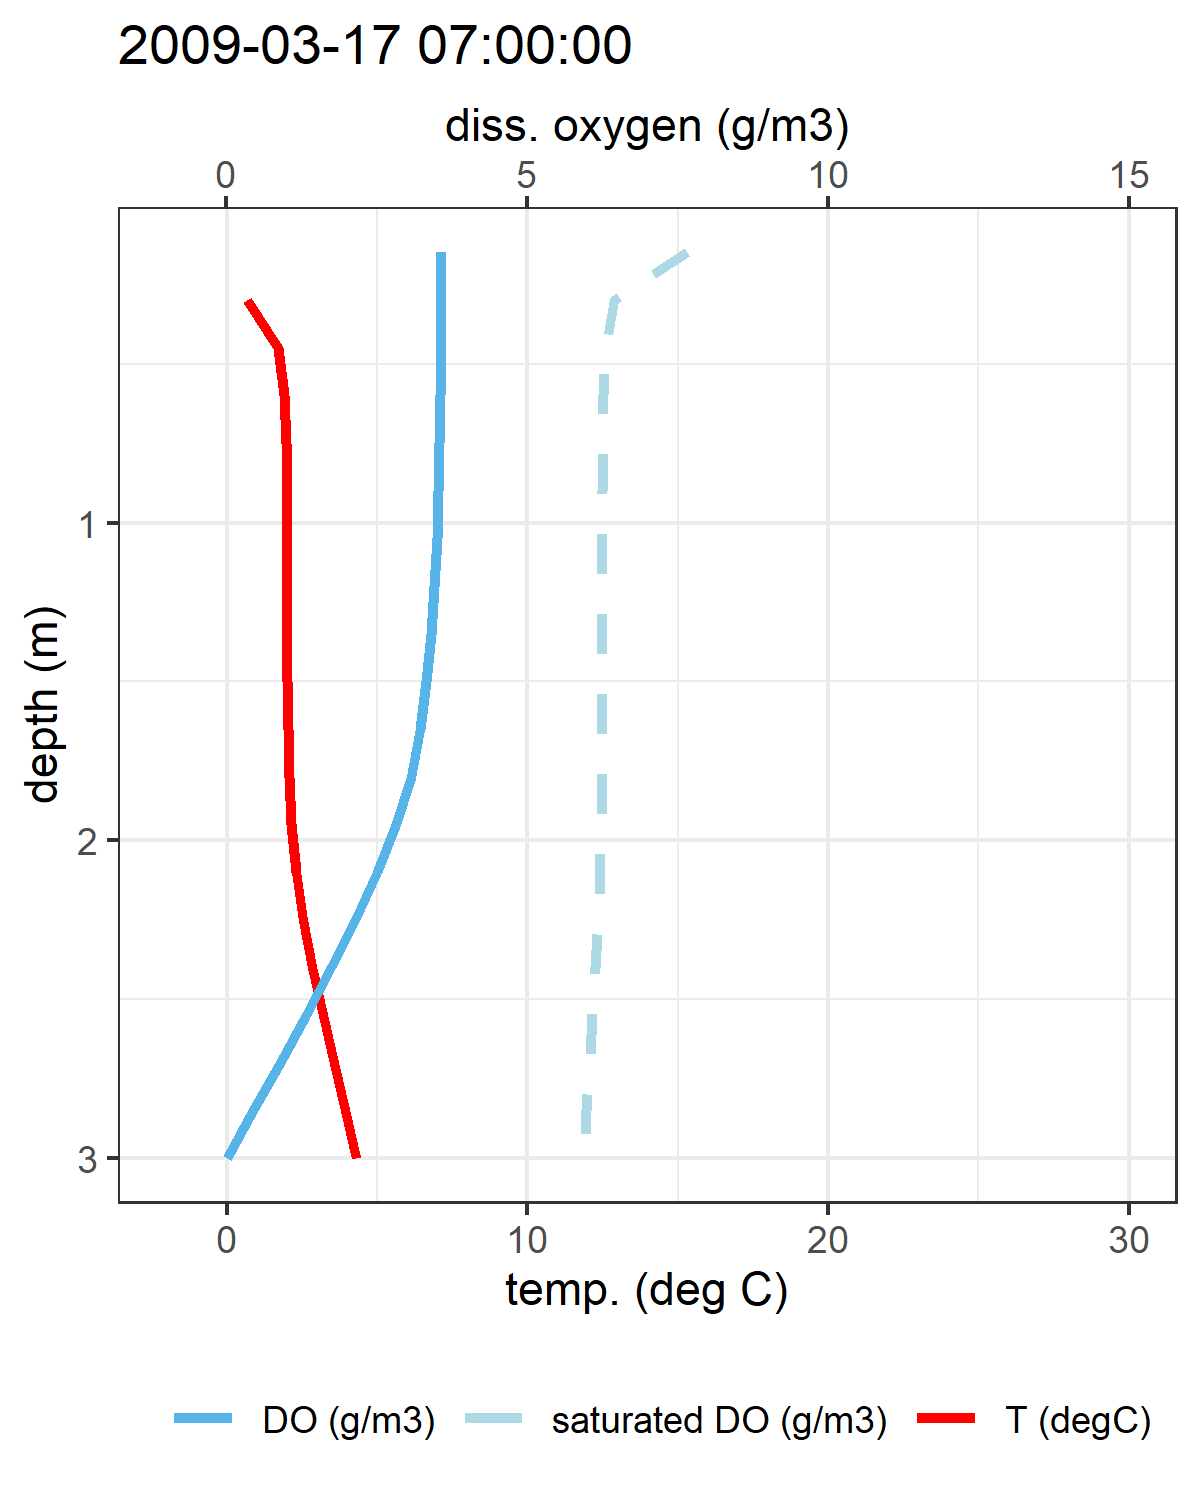 2009-03-17 07:00:00
diss. oxygen (g/m3)
0 5 10 15
depth (m)
1
2
3
0 10 20 30
temp. (deg C)
DO (g/m3) saturated DO (g/m3) T (degC)